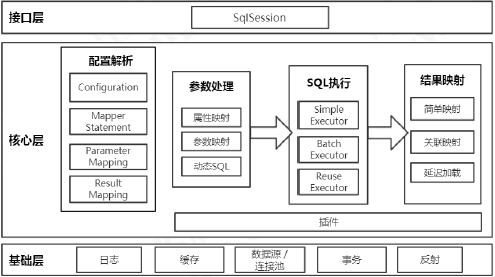 接口层
SqlSession
核心层
配置解析
Configuration
Mapper
Statement
Parameter
Mapping
Result
Mapping
参数处理
属性映射
参数映射
动态SQL
SQL执行
Simple
Executor
Batch
Executor
Reuse
Executor
结果映射
简单映射
关联映射
延迟加载
插件
基础层
日志
缓存
数据源 /
连接池
事务
反射